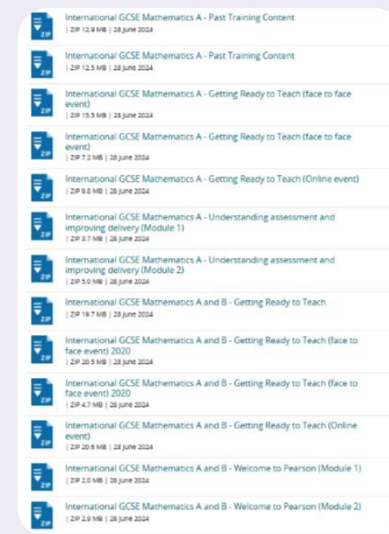 International GCSE Mathematics A - Past Training Content
ZIP
| ZIP 12.9 MB | 28 June 2024
International GCSE Mathematics A - Past Training Content
ZIP
| ZIP 12.5 MB | 28 June 2024
International GCSE Mathematics A - Getting Ready to Teach (face to face
event)
ZIP
| ZIP 15.5 MB | 28 June 2024
International GCSE Mathematics A - Getting Ready to Teach (face to face
event)
ZIP
| ZIP 7.2 MB | 28 June 2024
International GCSE Mathematics A - Getting Ready to Teach (Online event)
ZIP
| ZIP 9.8 MB | 28 June 2024
International GCSE Mathematics A - Understanding assessment and
improving delivery (Module 1)
ZIP
| ZIP 3.7 MB | 28 June 2024
International GCSE Mathematics A - Understanding assessment and
improving delivery (Module 2)
ZIP
| ZIP 5.0 MB | 28 June 2024
International GCSE Mathematics A and B - Getting Ready to Teach
ZIP
| ZIP 19.7 MB | 28 June 2024
International GCSE Mathematics A and B - Getting Ready to Teach (face to
face event) 2020
ZIP
| ZIP 20.5 MB | 28 June 2024
International GCSE Mathematics A and B - Getting Ready to Teach (face to
face event) 2020
ZIP
| ZIP 4.7 MB | 28 June 2024
International GCSE Mathematics A and B - Getting Ready to Teach (Online
event)
ZIP
| ZIP 20.6 MB | 28 June 2024
International GCSE Mathematics A and B - Welcome to Pearson (Module 1)
ZIP
| ZIP 2.0 MB | 28 June 2024
International GCSE Mathematics A and B - Welcome to Pearson (Module 2)
ZIP
| ZIP 2.9 MB | 28 June 2024